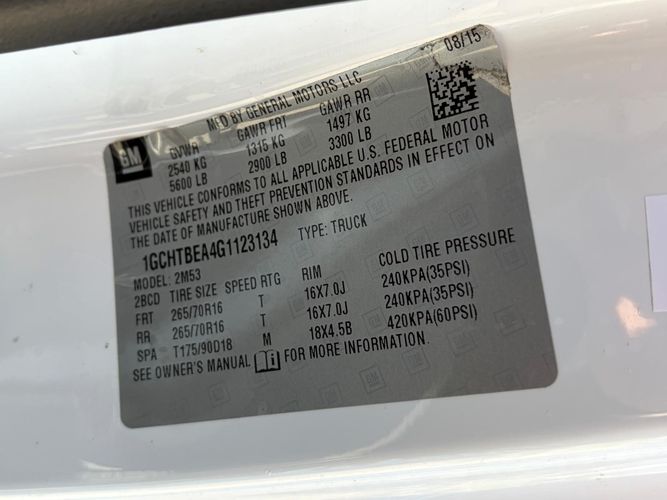 08/15
MFD BY GENERAL MOTORS LLC
GM
GVWR GAWR FRT GAWR RR
2540 KG 1315 KG 1497 KG
5600 LB 2900 LB 3300 LB
THIS VEHICLE CONFORMS TO ALL APPLICABLE U.S. FEDERAL MOTOR
VEHICLE SAFETY AND THEFT PREVENTION STANDARDS IN EFFECT ON
THE DATE OF MANUFACTURE SHOWN ABOVE.
1GCHTBEA4G1123134 TYPE: TRUCK
MODEL: 2M53
2BCD TIRE SIZE SPEED RTG RIM COLD TIRE PRESSURE
FRT 265/70R16 T 16X7.0J 240KPA(35PSI)
RR 265/70R16 T 16X7.0J 240KPA(35PSI)
SPA T175/90D18 M 18X4.5B 420KPA(60PSI)
SEE OWNER'S MANUAL FOR MORE INFORMATION.